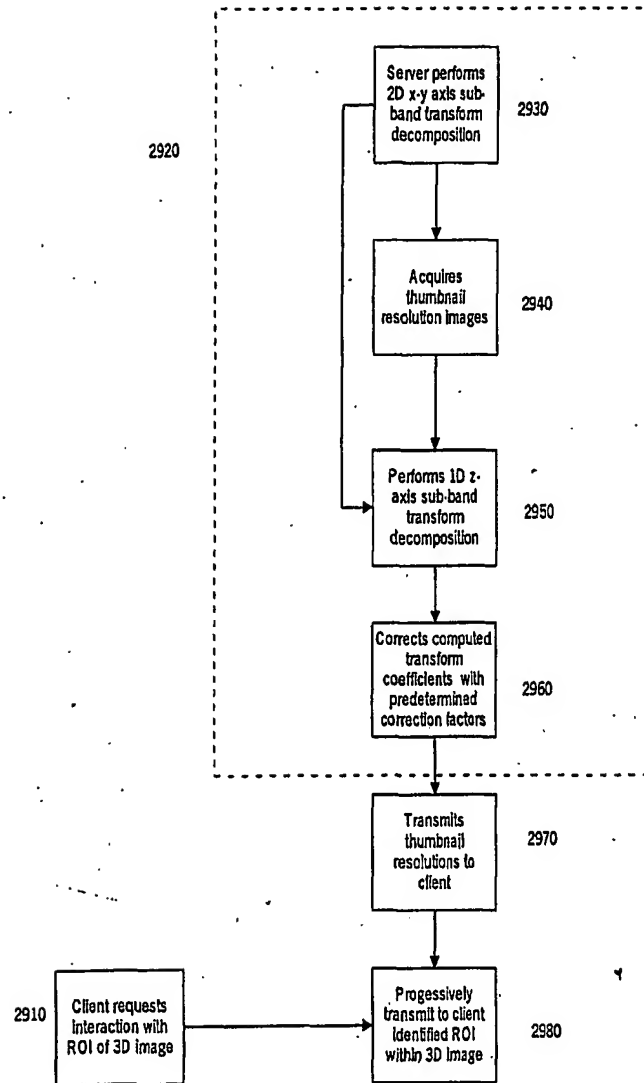 Server performs
2D x-y axis sub-
band transform
decomposition
2930
2920
Acquires
thumbnail
resolution images
2940
Performs 1D z-
axis sub-band
transform
decomposition
2950
Corrects computed
transform
coefficients with
predetermined
correction factors
2960
Transmits
thumbnail
resolutions to
client
2970
2910
Client requests
interaction with
ROI of 3D image
Progessively
transmit to client
identified ROI
within 3D image
2980